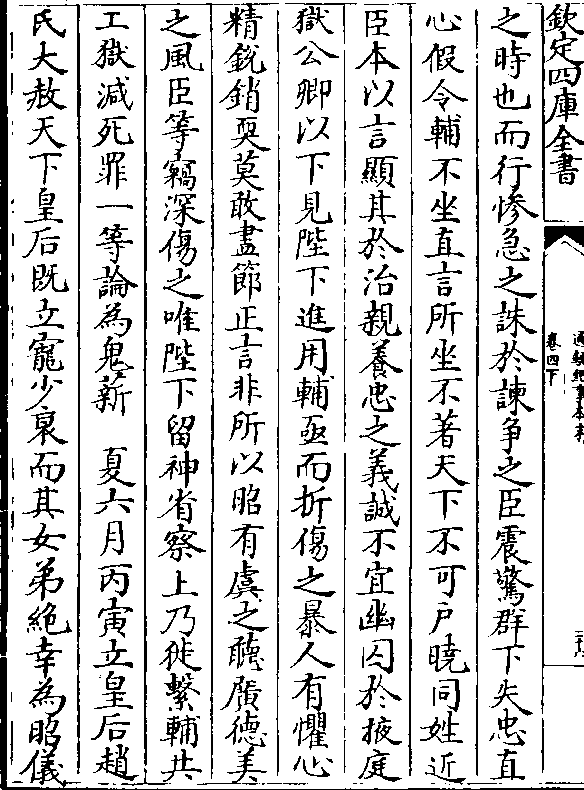 欽定四庫全書
卷四下
之時也而行慘急之誅於諫争之臣震驚群下失忠直
心假令輔不坐直言所坐不著天下不可户曉同姓近
臣本以言顯其於治親養忠之義誠不宜幽囚於掖庭
獄公卿以下見陛下進用輔亟而折傷之暴人有懼心
精銳銷耎莫敢盡節正言非所以昭有虞之聽廣德美
之風臣等竊深傷之唯陛下留神省察上乃徙繫輔共
工獄減死罪一等論為鬼薪　夏六月丙寅立皇后趙
氏大赦天下皇后既立寵少衰而其女弟絶幸為昭儀